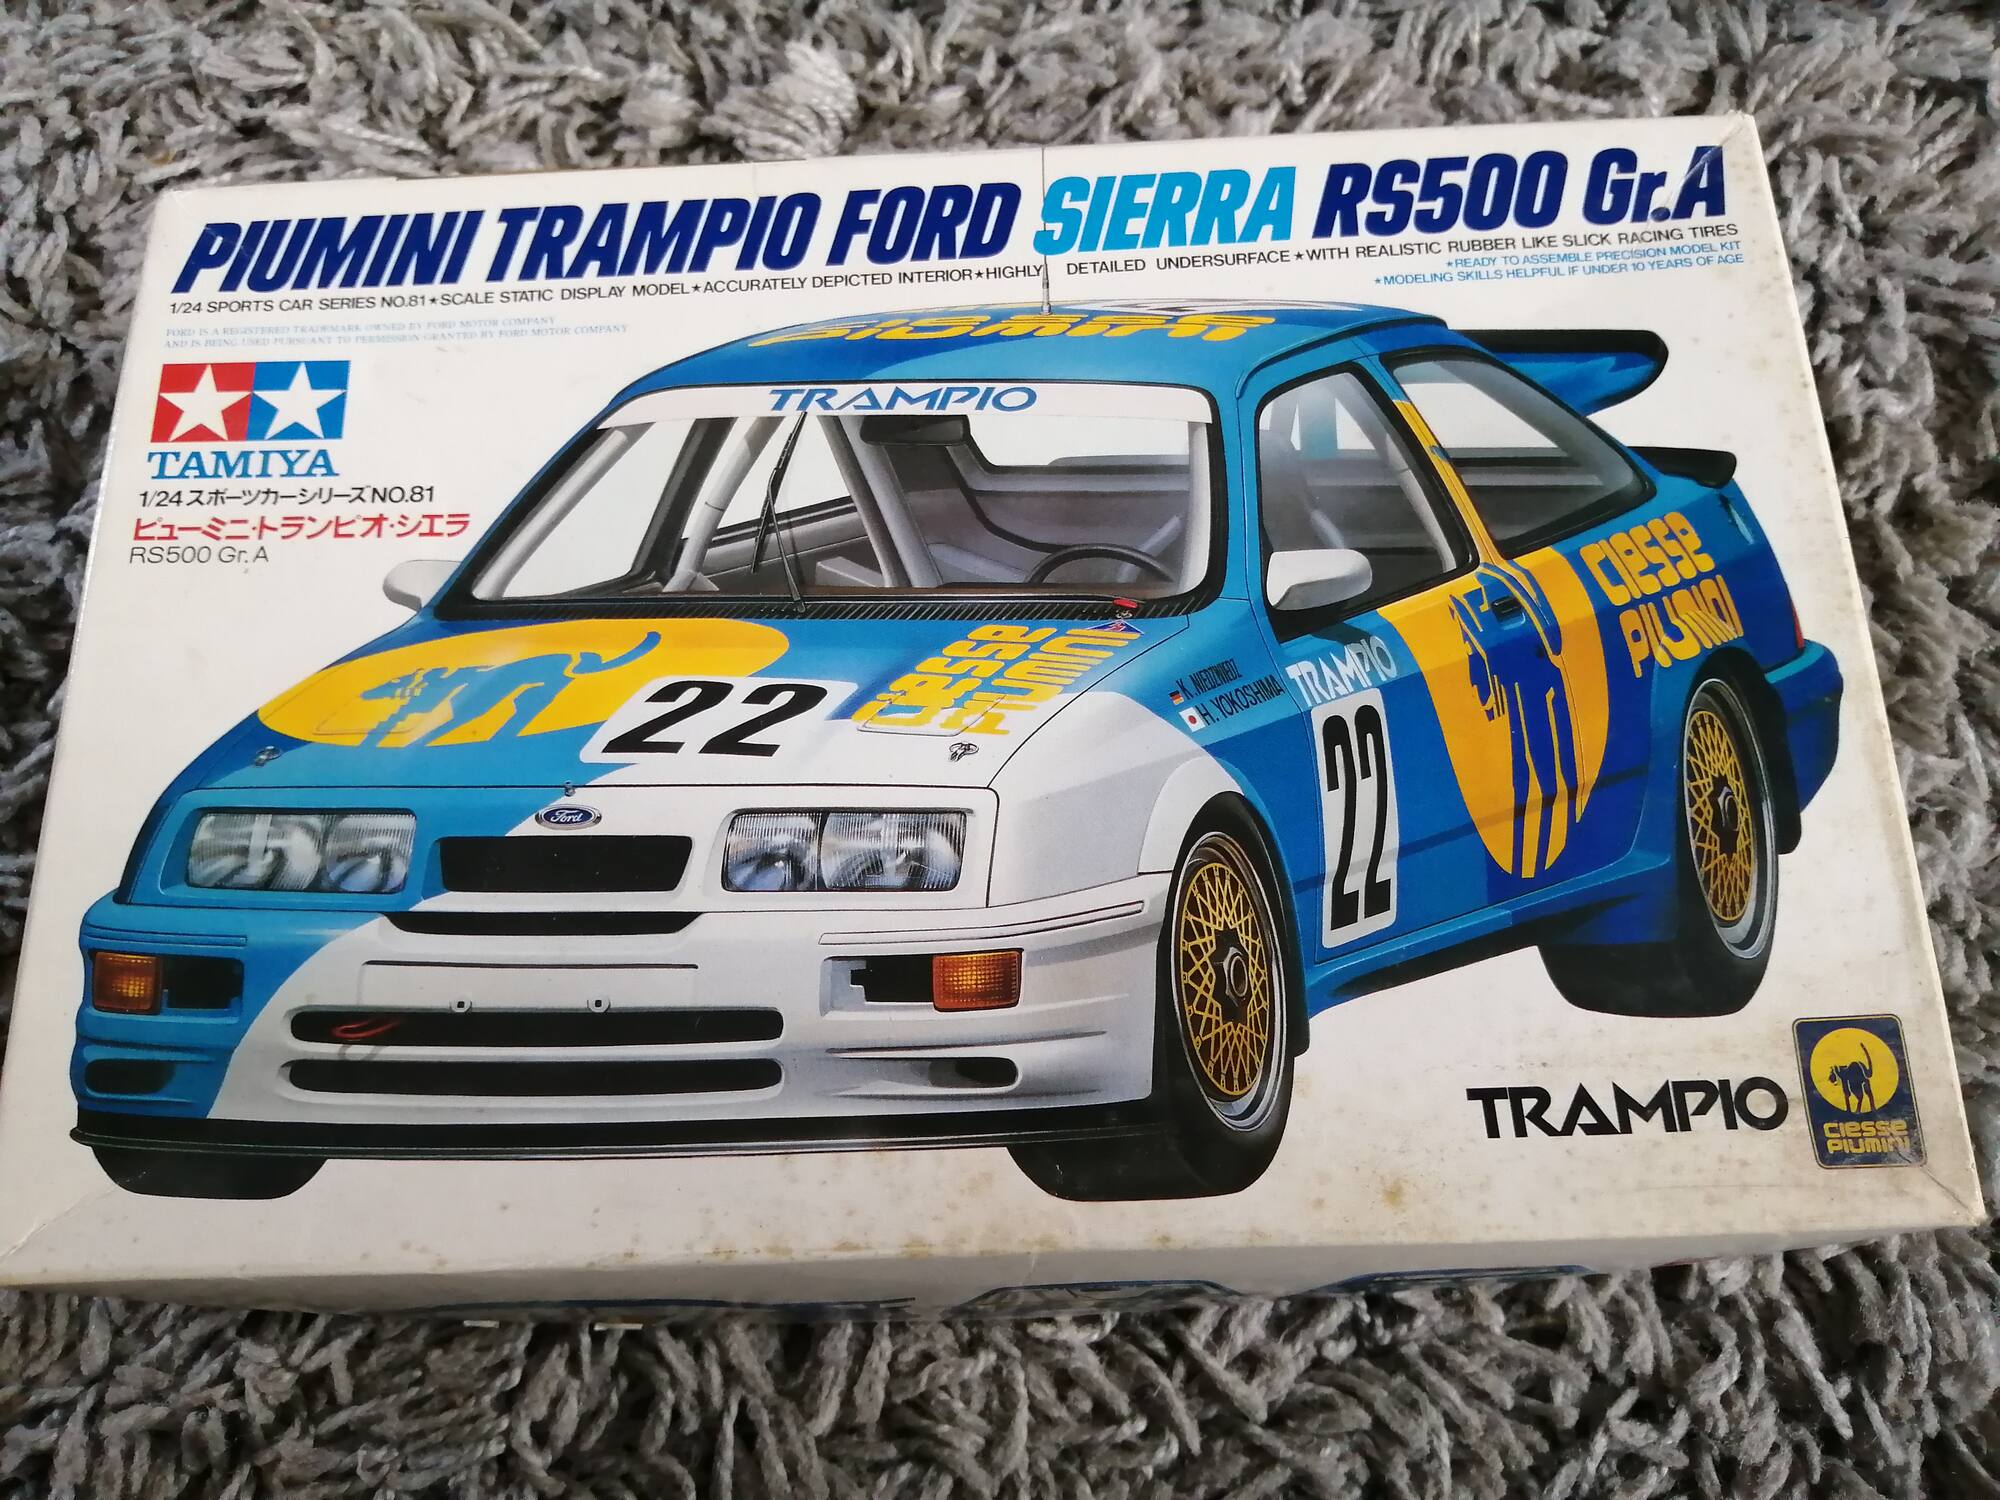 PIUMINI TRAMPIO FORD SIERRA RS500 Gr.A
1/24 SPORTS CAR SERIES NO.81★SCALE STATIC DISPLAY MODEL★ACCURATELY DEPICTED INTERIOR★HIGHLY DETAILED UNDERSURFACE★WITH REALISTIC RUBBER LIKE SLICK RACING TIRES
★READY TO ASSEMBLE PRECISION MODEL KIT
★MODELING SKILLS HELPFUL IF UNDER 10 YEARS OF AGE
FORD IS A REGISTERED TRADEMARK OWNED BY FORD MOTOR COMPANY
AND IS BEING USED PURSUANT TO PERMISSION GRANTED BY FORD MOTOR COMPANY
TAMIYA
1/24 スポーツカーシリーズNO.81
ピューミニ・トランピオ・シエラ
RS500 Gr.A
PIUMINI
TRAMPIO
22
CIESSE
PIUMINI
Ford
K. NIEDZWIEDZ
H. YOKOSHIMA
TRAMPIO
22
CIESSE
PIUMINI
TRAMPIO
CIESSE
PIUMINI